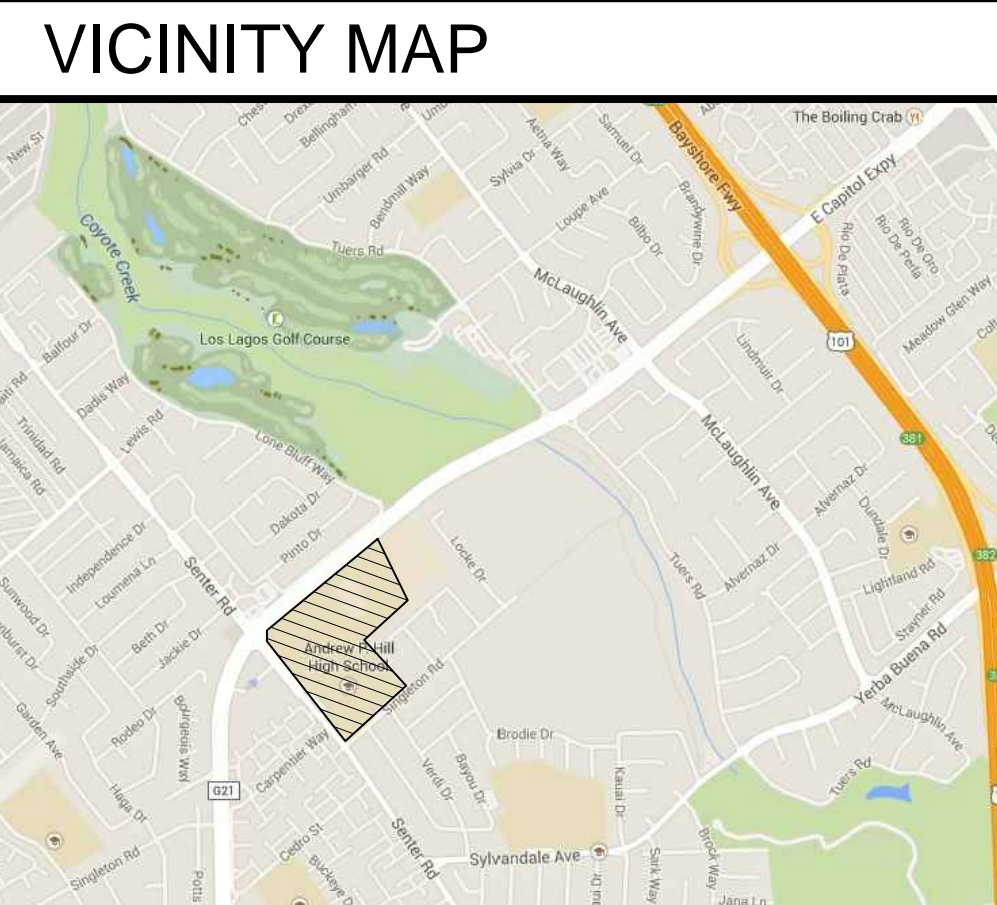 VICINITY MAP
The Boiling Crab
New St
Bellingham
Umbarger Rd
Bendmill Way
Sylvia Dr
Aetna Way
Samuel Dr
Bayshore Fwy
E Capitol Expy
Loupe Ave
Bilbo Dr
Brandywine Dr
Rio De Plata
Rio De Perla
Rio De Oro
Coyote Creek
Tuers Rd
McLaughlin Ave
Meadow Glen Way
Los Lagos Golf Course
101
Balfour Dr
Lindmuir Dr
Dadis Way
Lewis Rd
Trinidad Rd
Jamaica Rd
Lone Bluff Way
McLaughlin Ave
381
Dakota Dr
Alvernaz Dr
Independence Dr
Pinto Dr
Dundale Dr
Loumena Ln
Senter Rd
Locke Dr
Tuers Rd
Alvernaz Dr
382
Lightland Rd
Sunwood Dr
Beth Dr
Jackie Dr
Stayner Rd
Southside Dr
Andrew P. Hill
High School
Singleton Rd
Yerba Buena Rd
McLaughlin Ave
Garden Ave
Rodeo Dr
Bourgeois Way
Carpentier Way
Brodie Dr
G21
Verdi Dr
Bayou Dr
Kauai Dr
Tuers Rd
Haga Dr
Cedro St
Senter Rd
Singleton Rd
Buckeye D
Sylvandale Ave
Brock Way
Sark Way
Potts
Jana Ln